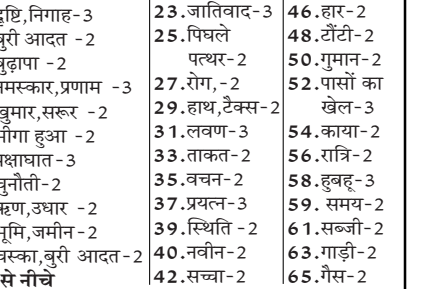 दृष्टि,निगाह-3
बुरी आदत -2
बुढ़ापा -2
नमस्कार,प्रणाम -3
खुमार,सरूर -2
भीगा हुआ -2
पक्षाघात-3
चुनौती-2
ऋण,उधार -2
भूमि,जमीन-2
चस्का,बुरी आदत-2
से नीचे
23.जातिवाद-3
25.पिघले
पत्थर-2
27.रोग,-2
29.हाथ,टैक्स-2
31.लवण-3
33.ताकत-2
35.वचन-2
37.प्रयत्न-3
39.स्थिति -2
40.नवीन-2
42.सच्चा-2
46.हार-2
48.टौंटी-2
50.गुमान-2
52.पासों का
खेल-3
54.काया-2
56.रात्रि-2
58.हुबहू-3
59. समय-2
61.सब्जी-2
63.गाड़ी-2
65.गैस-2